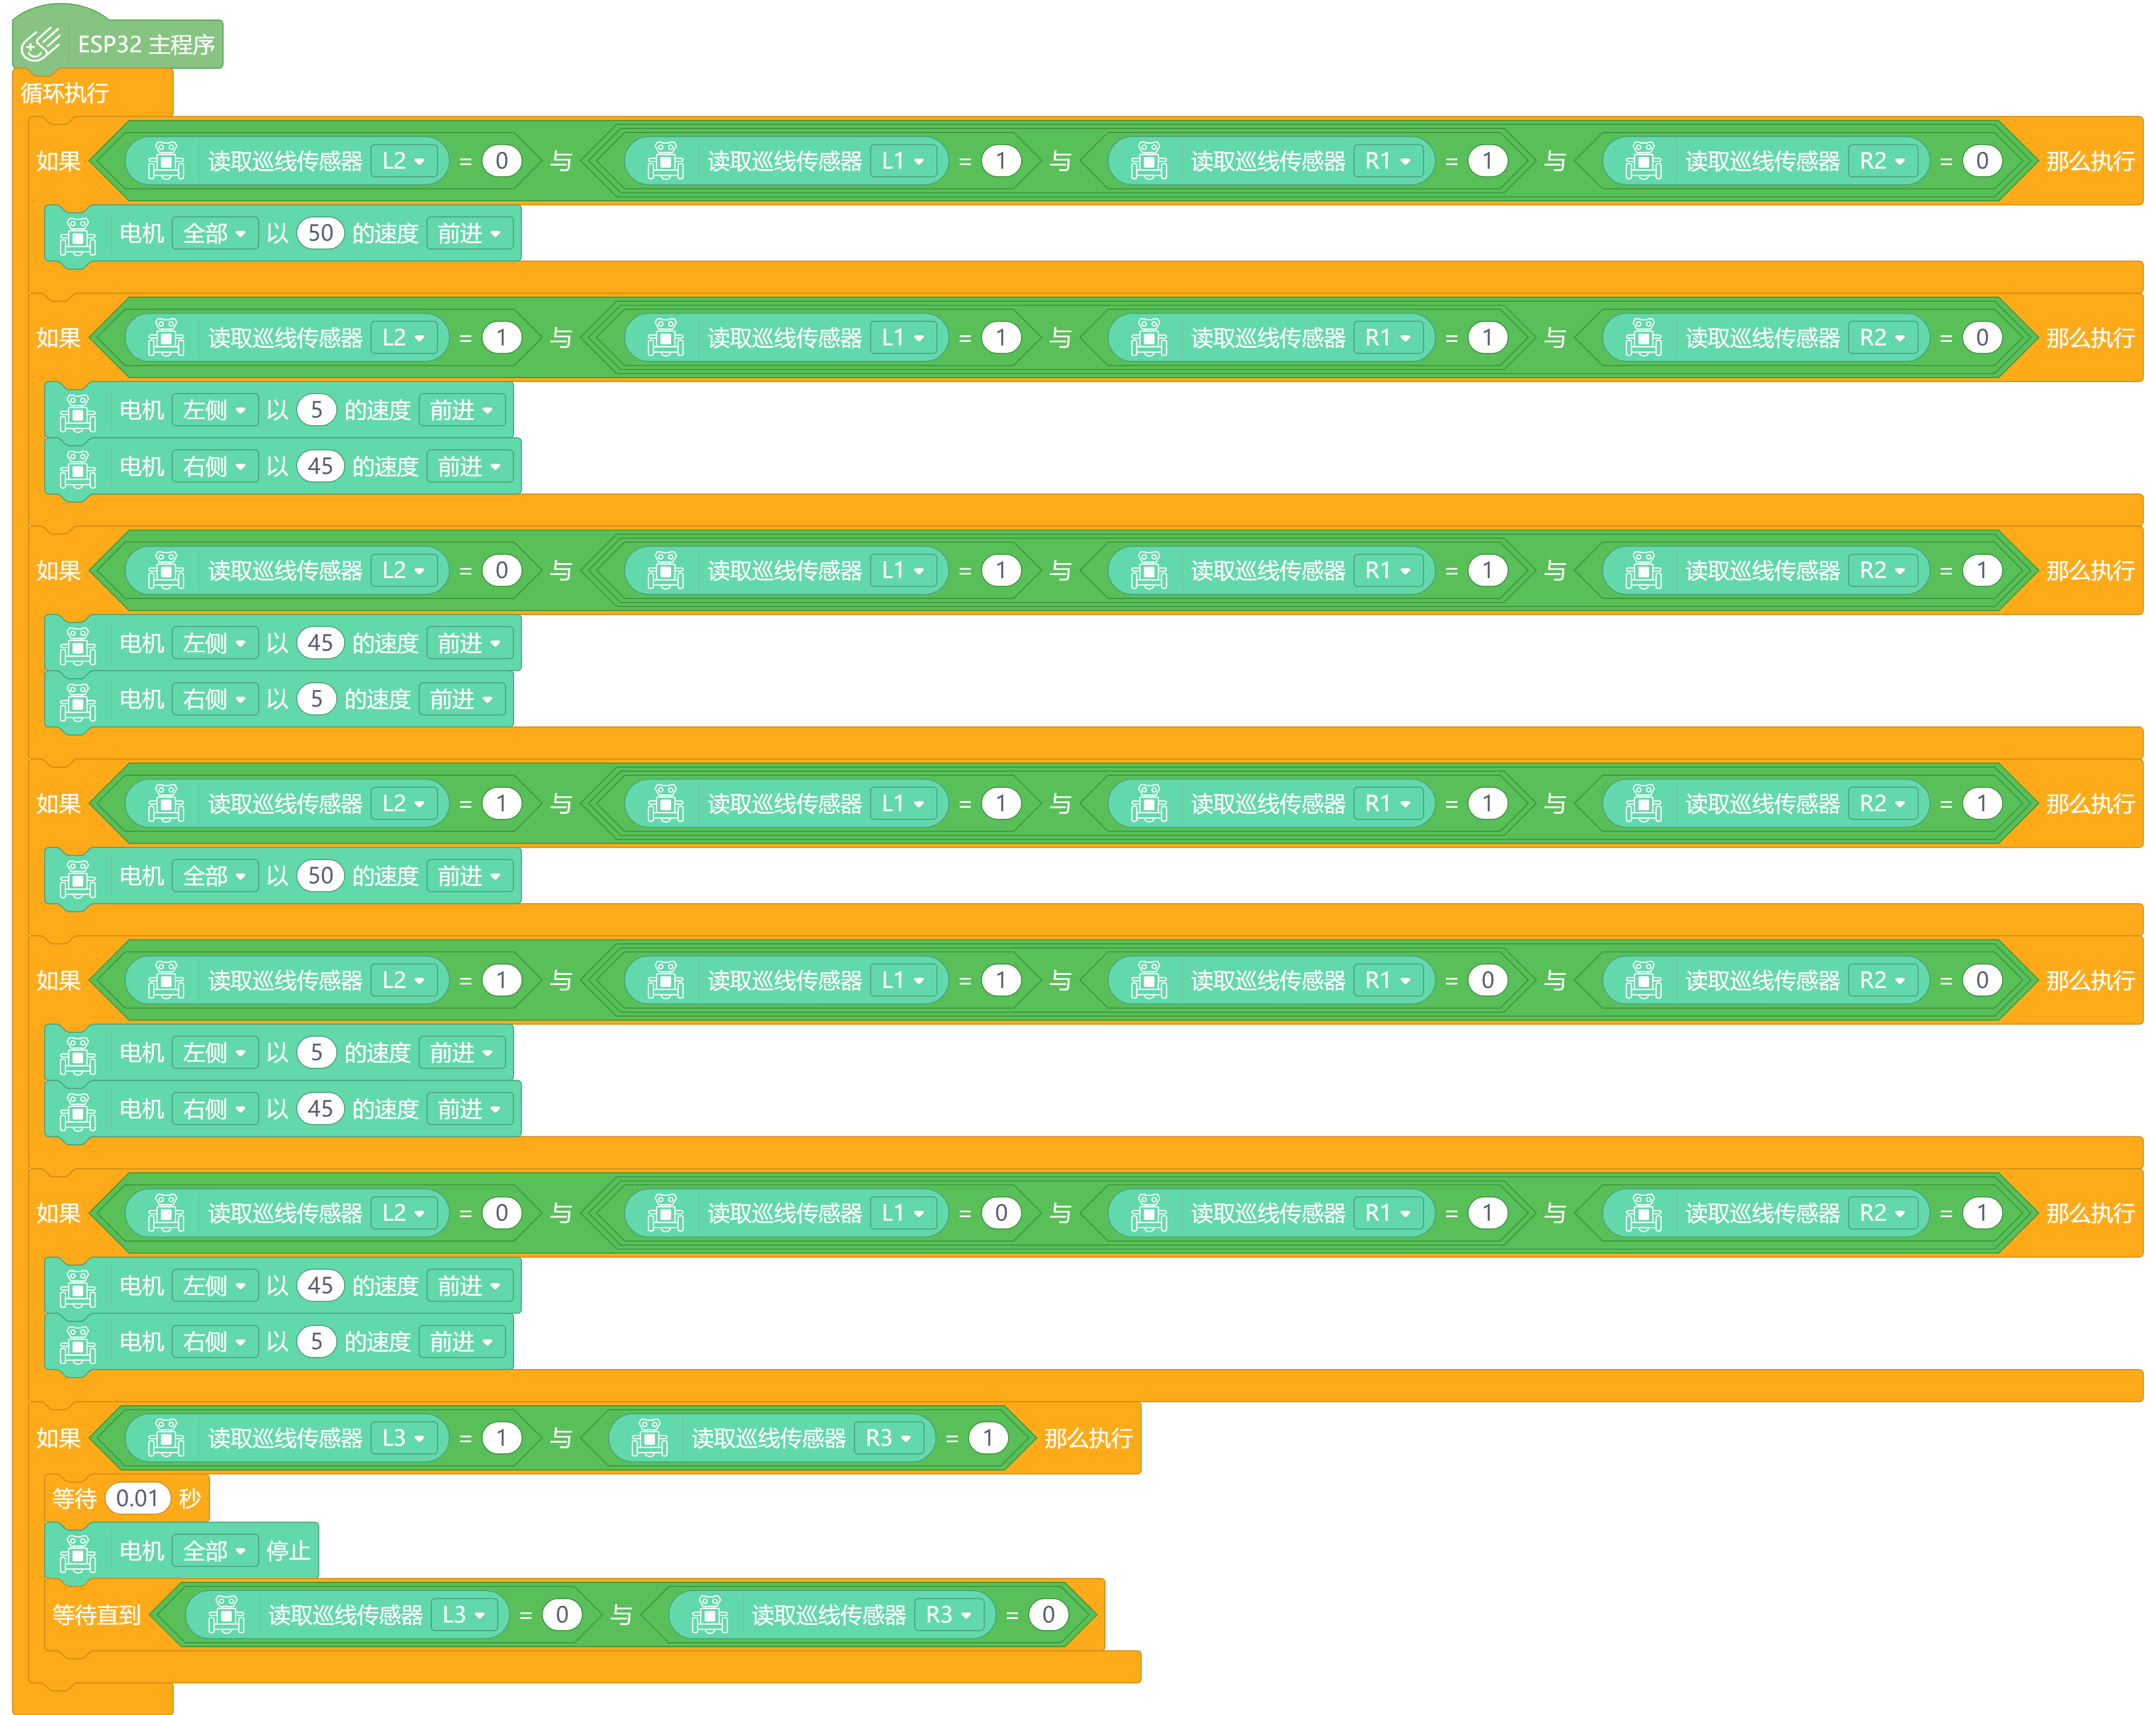 ESP32 主程序
循环执行
如果 读取巡线传感器 L2 = 0 与 读取巡线传感器 L1 = 1 与 读取巡线传感器 R1 = 1 与 读取巡线传感器 R2 = 0 那么执行
电机 全部 以 50 的速度 前进
如果 读取巡线传感器 L2 = 1 与 读取巡线传感器 L1 = 1 与 读取巡线传感器 R1 = 1 与 读取巡线传感器 R2 = 0 那么执行
电机 左侧 以 5 的速度 前进
电机 右侧 以 45 的速度 前进
如果 读取巡线传感器 L2 = 0 与 读取巡线传感器 L1 = 1 与 读取巡线传感器 R1 = 1 与 读取巡线传感器 R2 = 1 那么执行
电机 左侧 以 45 的速度 前进
电机 右侧 以 5 的速度 前进
如果 读取巡线传感器 L2 = 1 与 读取巡线传感器 L1 = 1 与 读取巡线传感器 R1 = 1 与 读取巡线传感器 R2 = 1 那么执行
电机 全部 以 50 的速度 前进
如果 读取巡线传感器 L2 = 1 与 读取巡线传感器 L1 = 1 与 读取巡线传感器 R1 = 0 与 读取巡线传感器 R2 = 0 那么执行
电机 左侧 以 5 的速度 前进
电机 右侧 以 45 的速度 前进
如果 读取巡线传感器 L2 = 0 与 读取巡线传感器 L1 = 0 与 读取巡线传感器 R1 = 1 与 读取巡线传感器 R2 = 1 那么执行
电机 左侧 以 45 的速度 前进
电机 右侧 以 5 的速度 前进
如果 读取巡线传感器 L3 = 1 与 读取巡线传感器 R3 = 1 那么执行
等待 0.01 秒
电机 全部 停止
等待直到 读取巡线传感器 L3 = 0 与 读取巡线传感器 R3 = 0